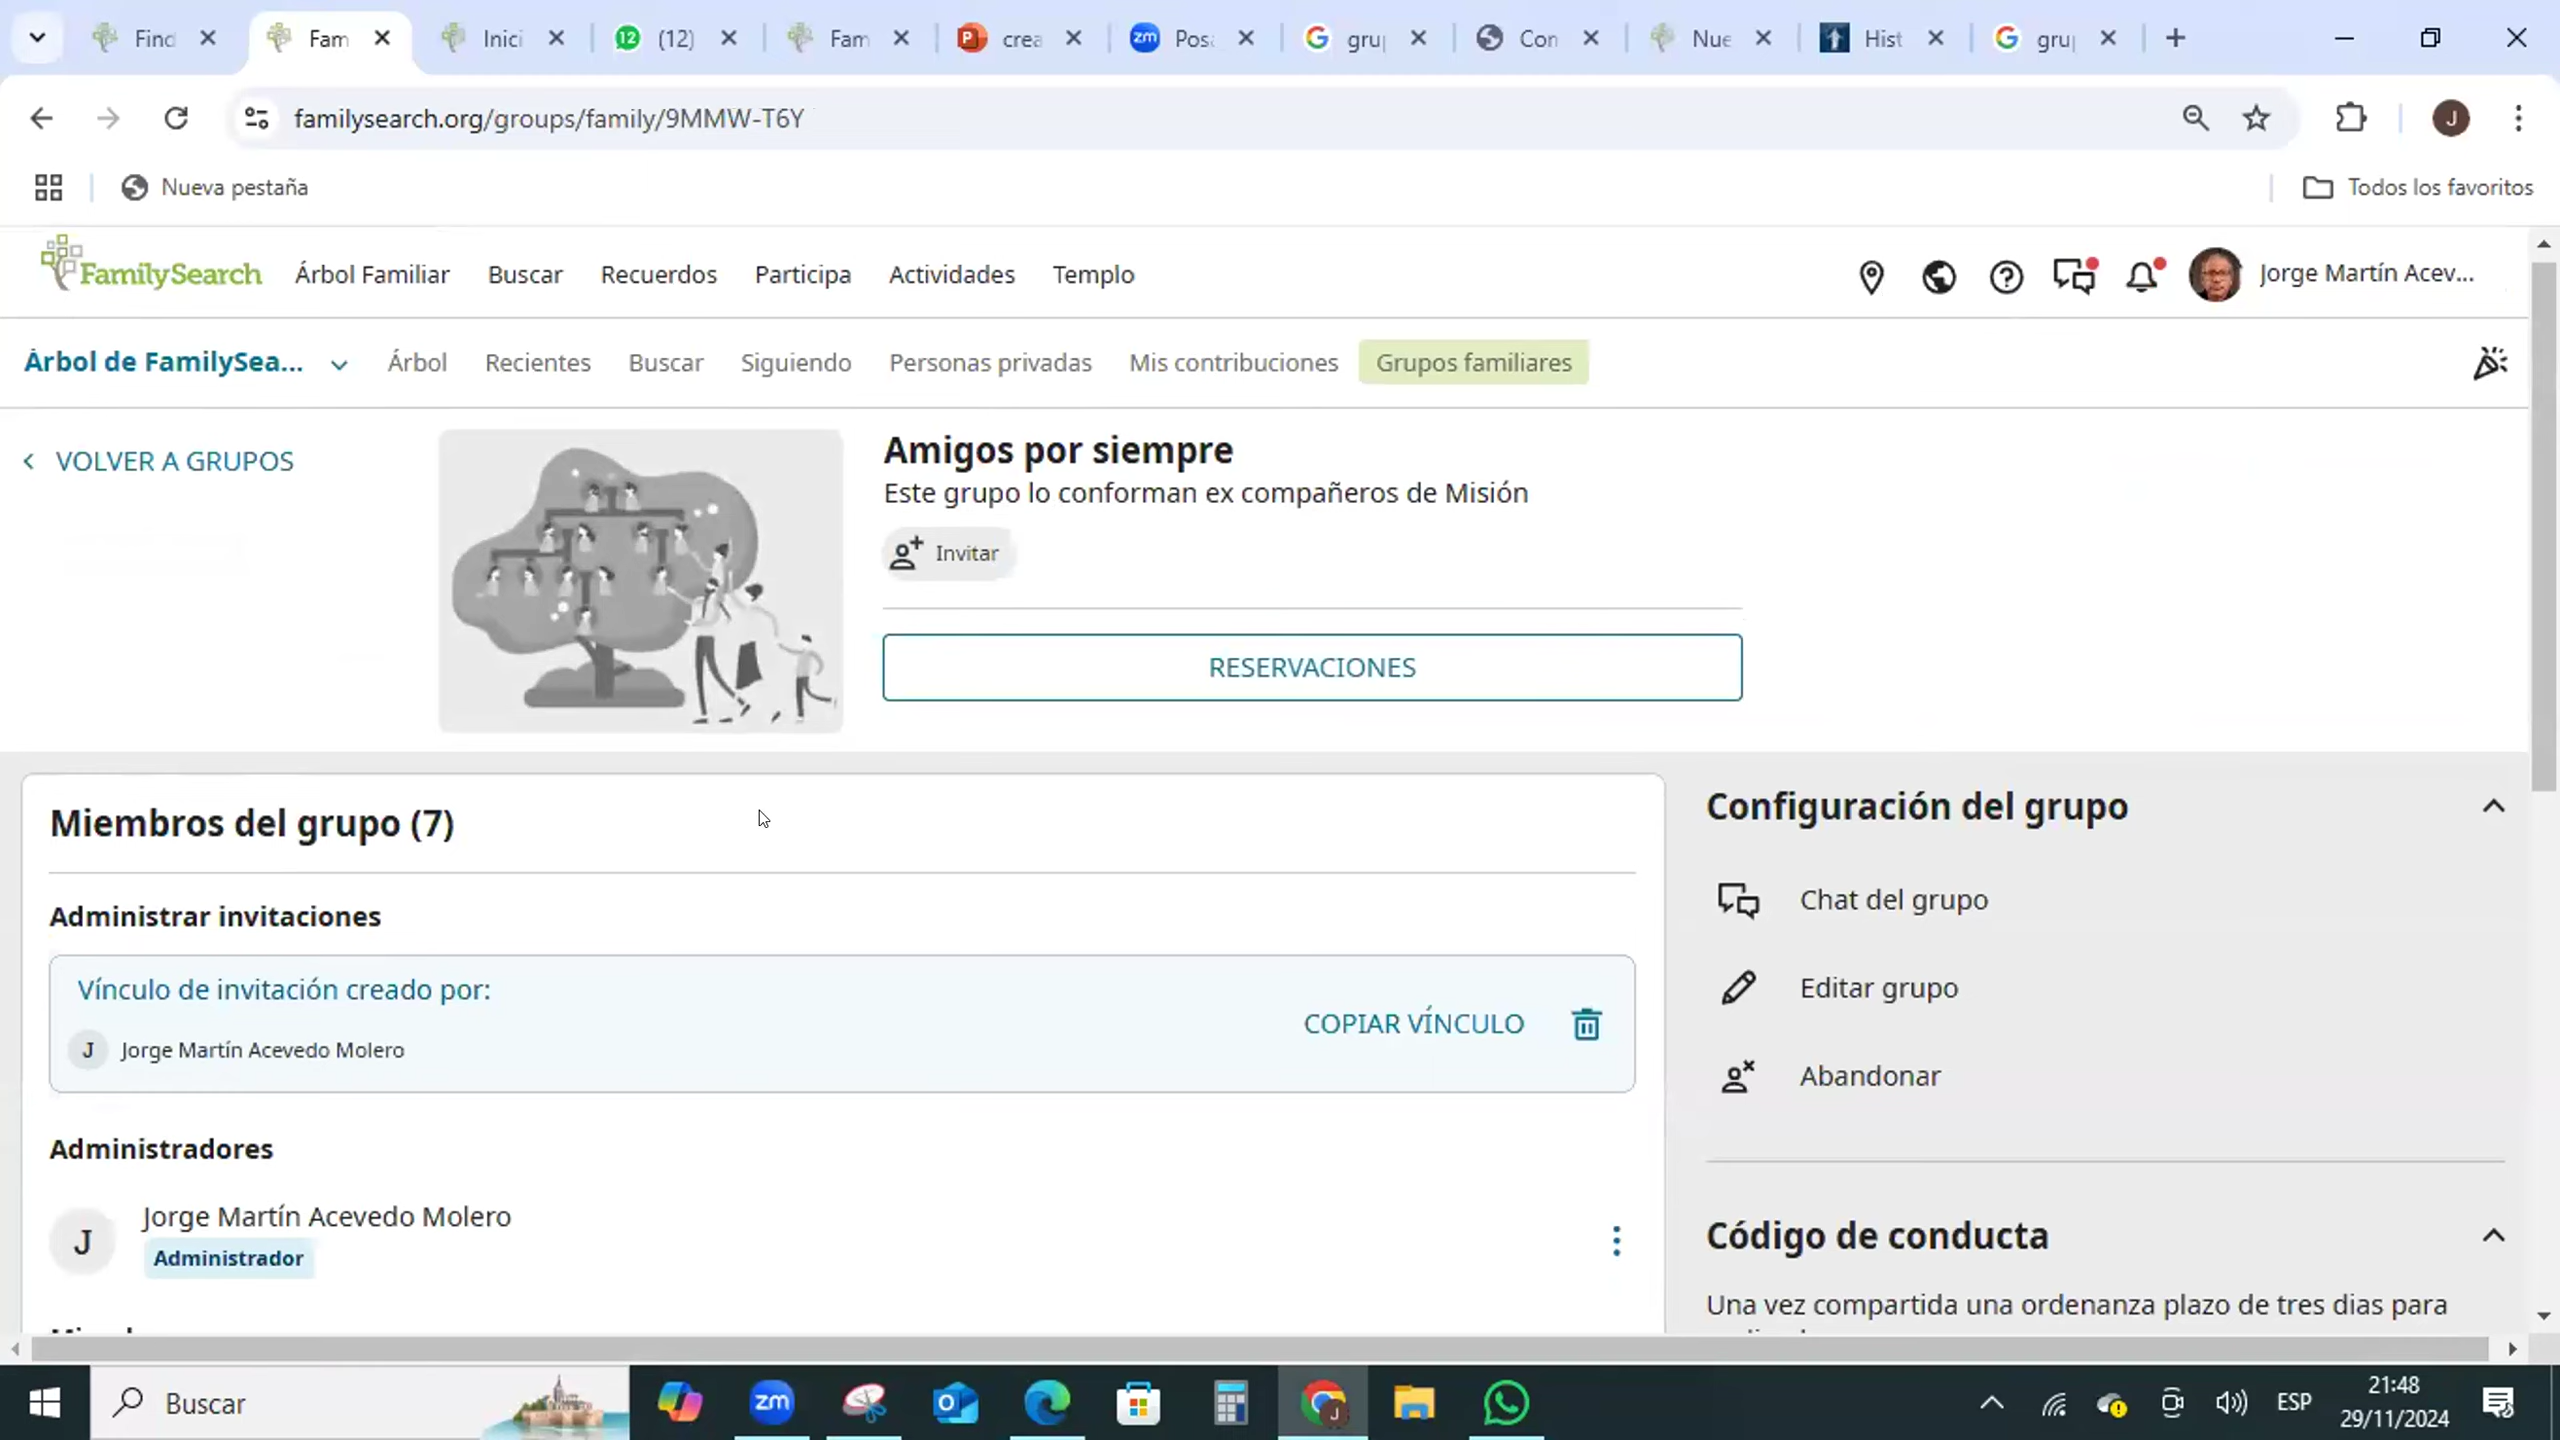 Find
Fam
Inici
12 (12)
Fam
P crea
zm Posa
G gru
Con
Nue
Hist
G gru
familysearch.org/groups/family/9MMW-T6Y
J
Nueva pestaña
Todos los favoritos
FamilySearch
Árbol Familiar
Buscar
Recuerdos
Participa
Actividades
Templo
Jorge Martín Acev...
Árbol de FamilySea...
Árbol
Recientes
Buscar
Siguiendo
Personas privadas
Mis contribuciones
Grupos familiares
VOLVER A GRUPOS
Amigos por siempre
Este grupo lo conforman ex compañeros de Misión
Invitar
RESERVACIONES
Miembros del grupo (7)
Administrar invitaciones
Vínculo de invitación creado por:
J Jorge Martín Acevedo Molero
COPIAR VÍNCULO
Administradores
J
Jorge Martín Acevedo Molero
Administrador
Configuración del grupo
Chat del grupo
Editar grupo
Abandonar
Código de conducta
Una vez compartida una ordenanza plazo de tres dias para
Buscar
zm
J
ESP
21:48
29/11/2024